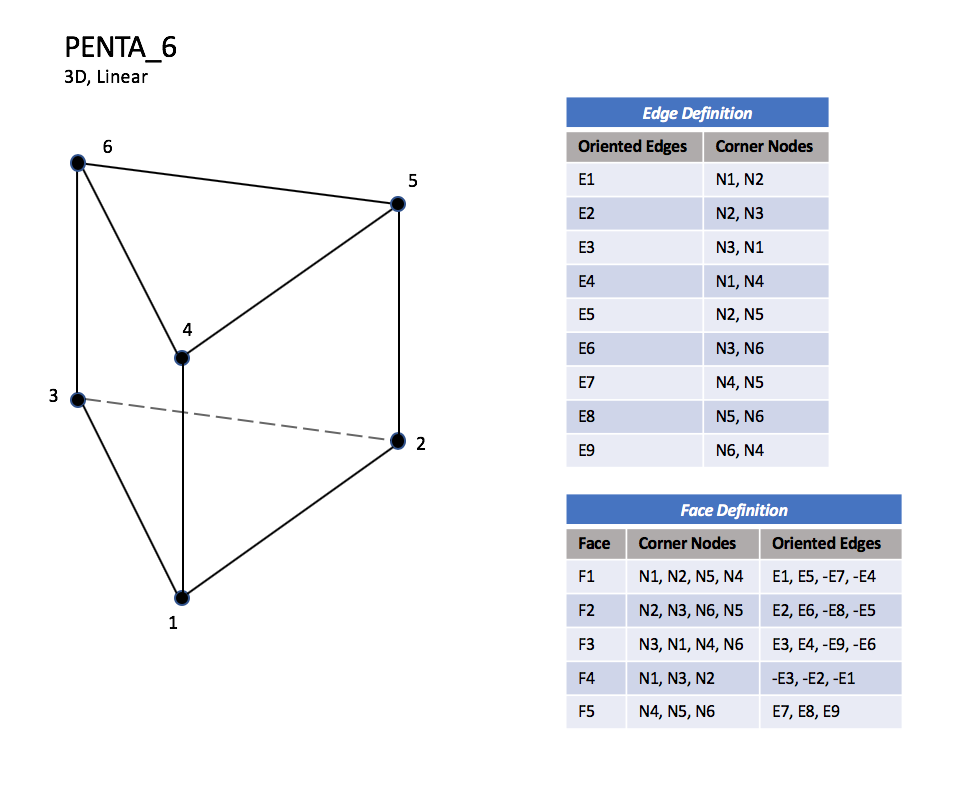 PENTA_6
3D, Linear
6
5
4
3
2
1
Edge Definition
Oriented Edges Corner Nodes
E1 N1, N2
E2 N2, N3
E3 N3, N1
E4 N1, N4
E5 N2, N5
E6 N3, N6
E7 N4, N5
E8 N5, N6
E9 N6, N4
Face Definition
Face Corner Nodes Oriented Edges
F1 N1, N2, N5, N4 E1, E5, -E7, -E4
F2 N2, N3, N6, N5 E2, E6, -E8, -E5
F3 N3, N1, N4, N6 E3, E4, -E9, -E6
F4 N1, N3, N2 -E3, -E2, -E1
F5 N4, N5, N6 E7, E8, E9